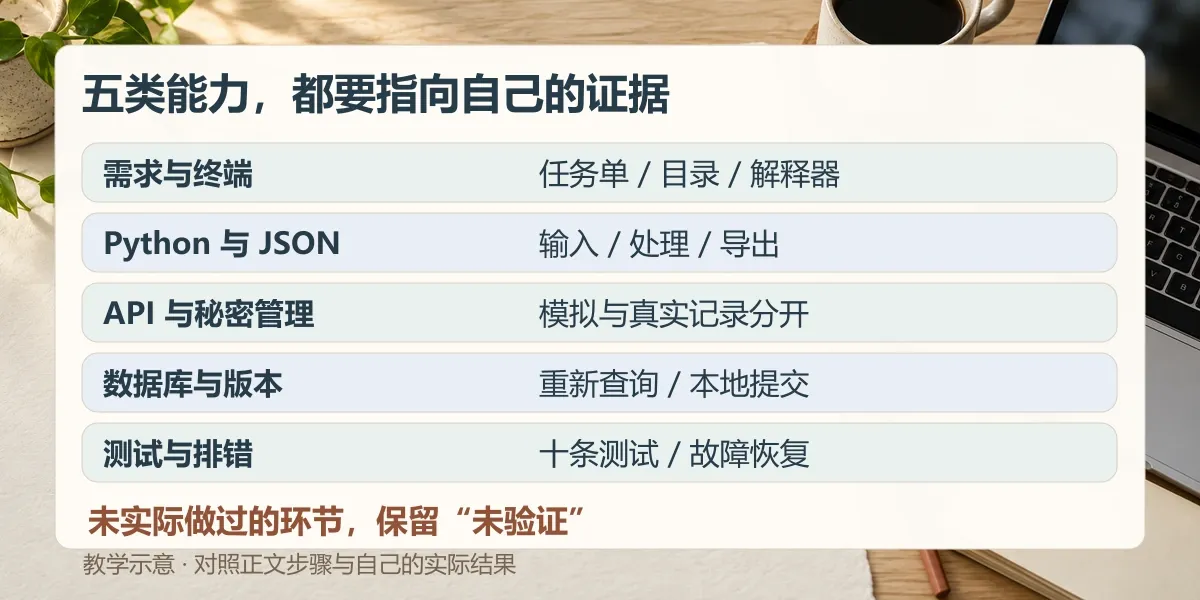 五类能力，都要指向自己的证据
需求与终端 任务单 / 目录 / 解释器
Python 与 JSON 输入 / 处理 / 导出
API 与秘密管理 模拟与真实记录分开
数据库与版本 重新查询 / 本地提交
测试与排错 十条测试 / 故障恢复
未实际做过的环节，保留“未验证”
教学示意 · 对照正文步骤与自己的实际结果